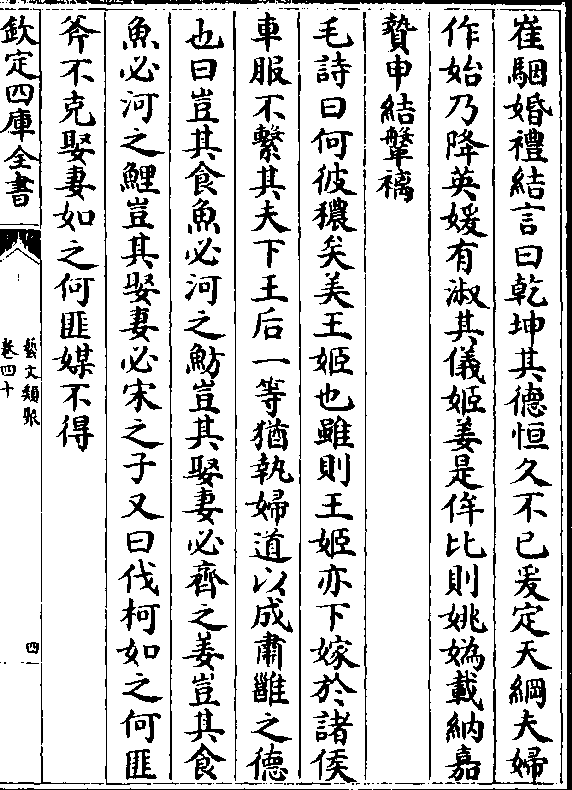 崔駰婚禮結言曰乾坤其德恒久不已爰定天綱夫婦
作始乃降英媛有淑其儀姬姜是侔比則姚媯載納嘉
贄申結鞶褵
毛詩曰何彼穠矣美王姬也雖則王姬亦下嫁於諸侯
車服不繫其夫下王后一等猶執婦道以成肅雝之德
也曰豈其食魚必河之魴豈其娶妻必齊之姜豈其食
魚必河之鯉豈其娶妻必宋之子又曰伐柯如之何匪
斧不克娶妻如之何匪媒不得
欽定四庫全書
藝文類聚
卷四十
四